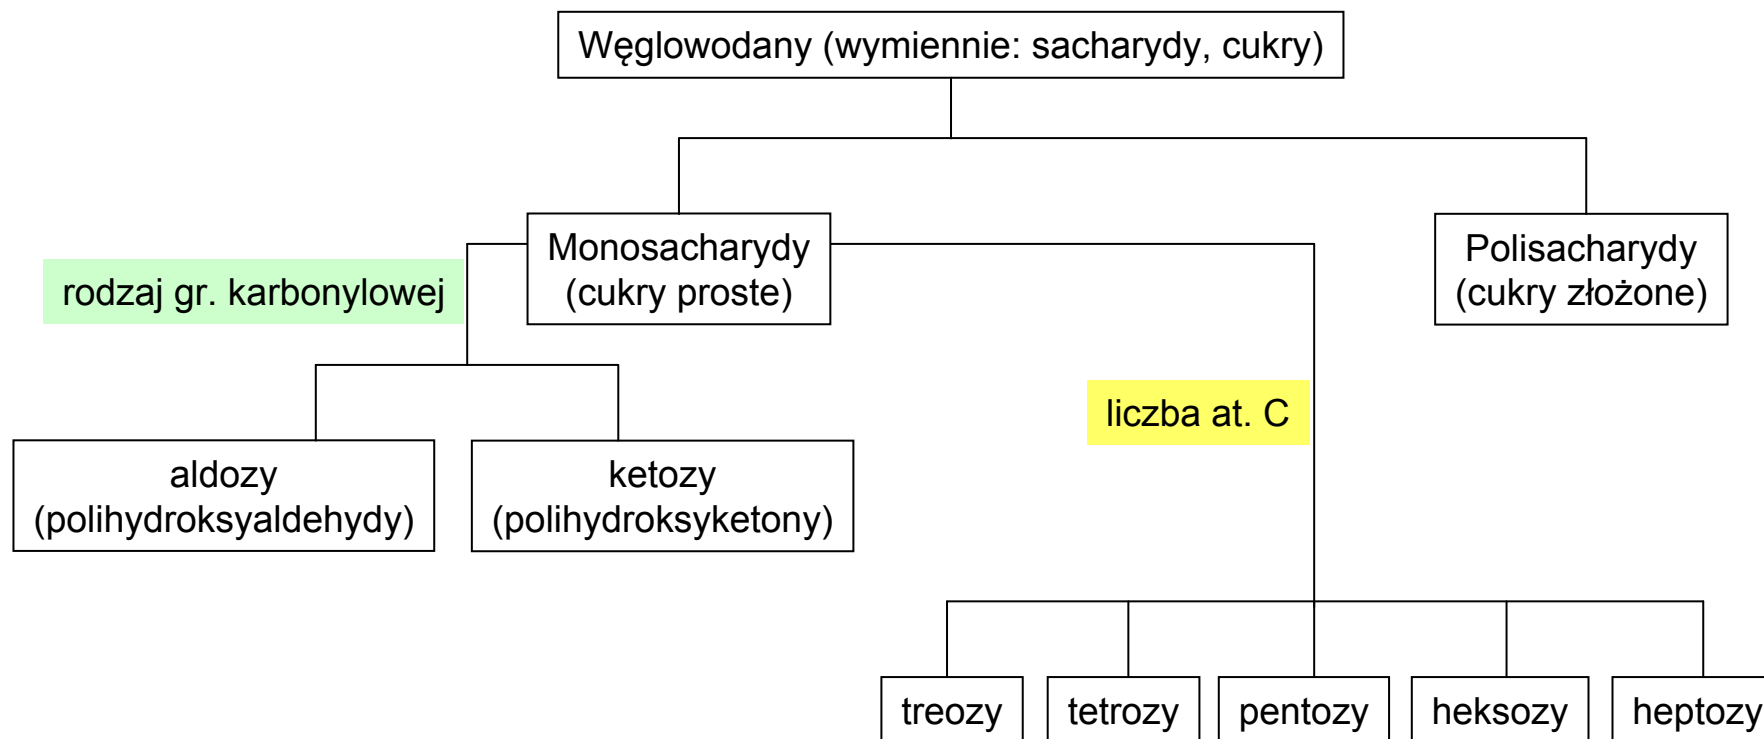 Węglowodany (wymiennie: sacharydy, cukry)
Monosacharydy
(cukry proste)
Polisacharydy
(cukry złożone)
rodzaj gr. karbonylowej
liczba at. C
aldozy
(polihydroksyaldehydy)
ketozy
(polihydroksyketony)
treozy
tetrozy
pentozy
heksozy
heptozy